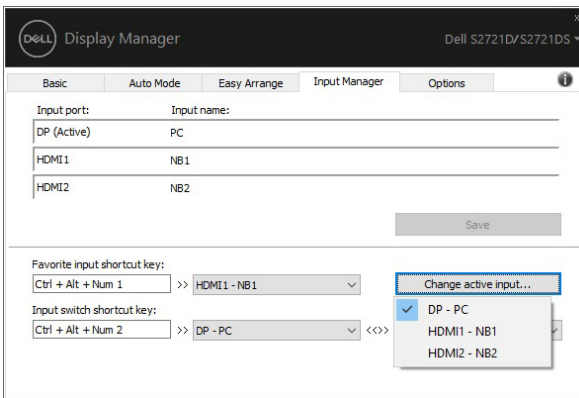 DELL Display Manager Dell S2721D/S2721DS
Basic Auto Mode Easy Arrange Input Manager Options
Input port: Input name:
DP (Active) PC
HDMI1 NB1
HDMI2 NB2
Save
Favorite input shortcut key:
Ctrl + Alt + Num 1 >> HDMI1 - NB1 Change active input...
Input switch shortcut key:
Ctrl + Alt + Num 2 >> DP - PC <<>>
DP - PC
HDMI1 - NB1
HDMI2 - NB2